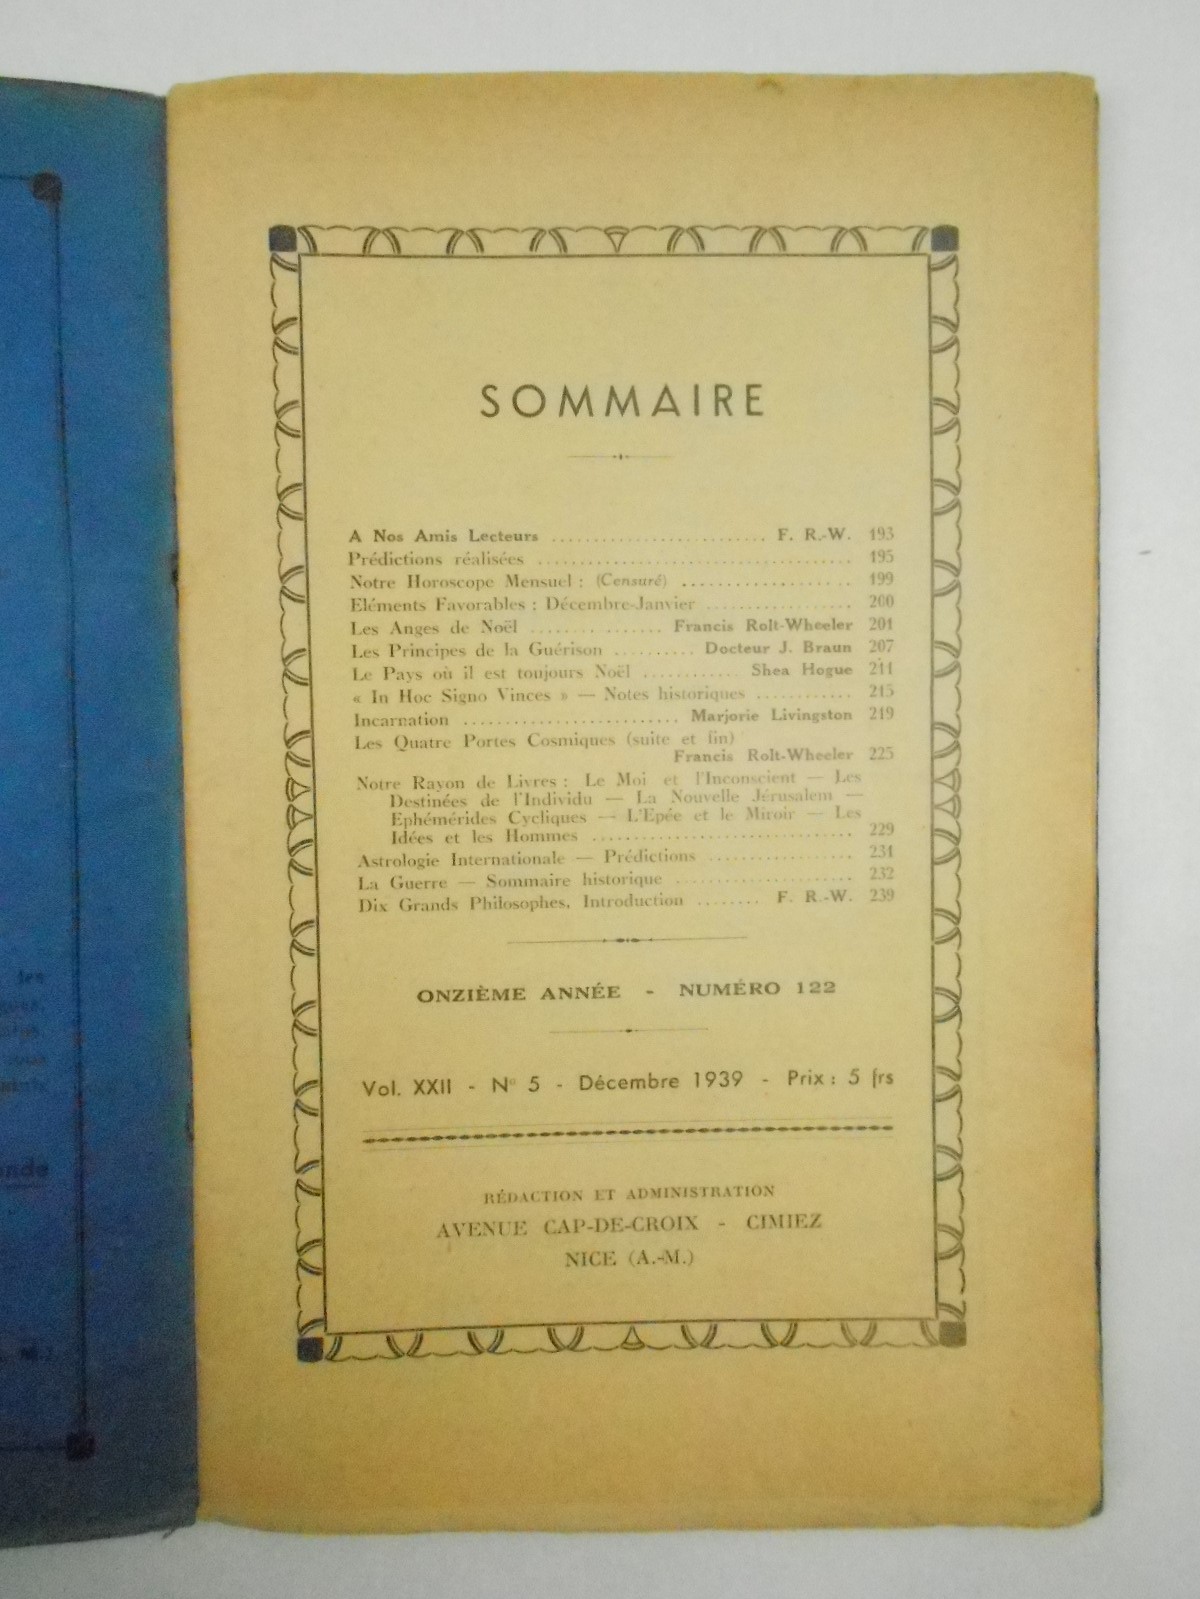 SOMMAIRE
A Nos Amis Lecteurs ........................ F. R.-W. 193
Prédictions réalisées .................................... 195
Notre Horoscope Mensuel : (Censuré) .................... 199
Eléments Favorables : Décembre-Janvier ................. 200
Les Anges de Noël ................ Francis Rolt-Wheeler 201
Les Principes de la Guérison .......... Docteur J. Braun 207
Le Pays où il est toujours Noël ............ Shea Hogue 211
« In Hoc Signo Vinces » — Notes historiques ............ 215
Incarnation .......................... Marjorie Livingston 219
Les Quatre Portes Cosmiques (suite et fin)
Francis Rolt-Wheeler 225
Notre Rayon de Livres : Le Moi et l'Inconscient — Les
Destinées de l'Individu — La Nouvelle Jérusalem —
Ephémérides Cycliques — L'Epée et le Miroir — Les
Idées et les Hommes ................................ 229
Astrologie Internationale — Prédictions ................. 231
La Guerre — Sommaire historique ..................... 232
Dix Grands Philosophes, Introduction ........ F. R.-W. 239
ONZIÈME ANNÉE - NUMÉRO 122
Vol. XXII - N° 5 - Décembre 1939 - Prix : 5 frs
RÉDACTION ET ADMINISTRATION
AVENUE CAP-DE-CROIX - CIMIEZ
NICE (A.-M.)
les